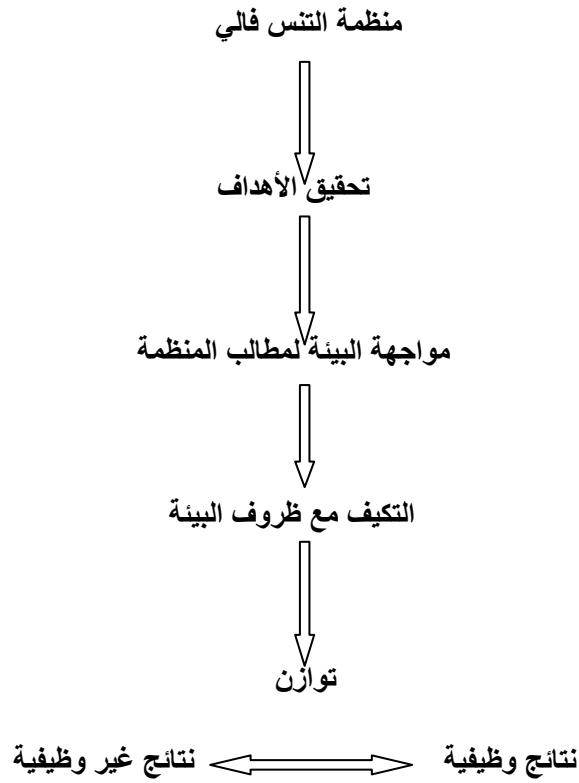 منظمة التنس فالي
تحقيق الأهداف
مواجهة البيئة لمطالب المنظمة
التكيف مع ظروف البيئة
توازن
نتائج وظيفية نتائج غير وظيفية